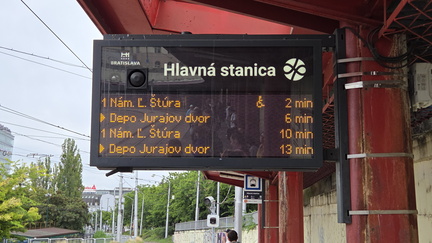 BRATISLAVA
Hlavná stanica
1 Nám. Ľ. Štúra 2 min
Depo Jurajov dvor 6 min
1 Nám. Ľ. Štúra 10 min
Depo Jurajov dvor 13 min
BRATISLAVA